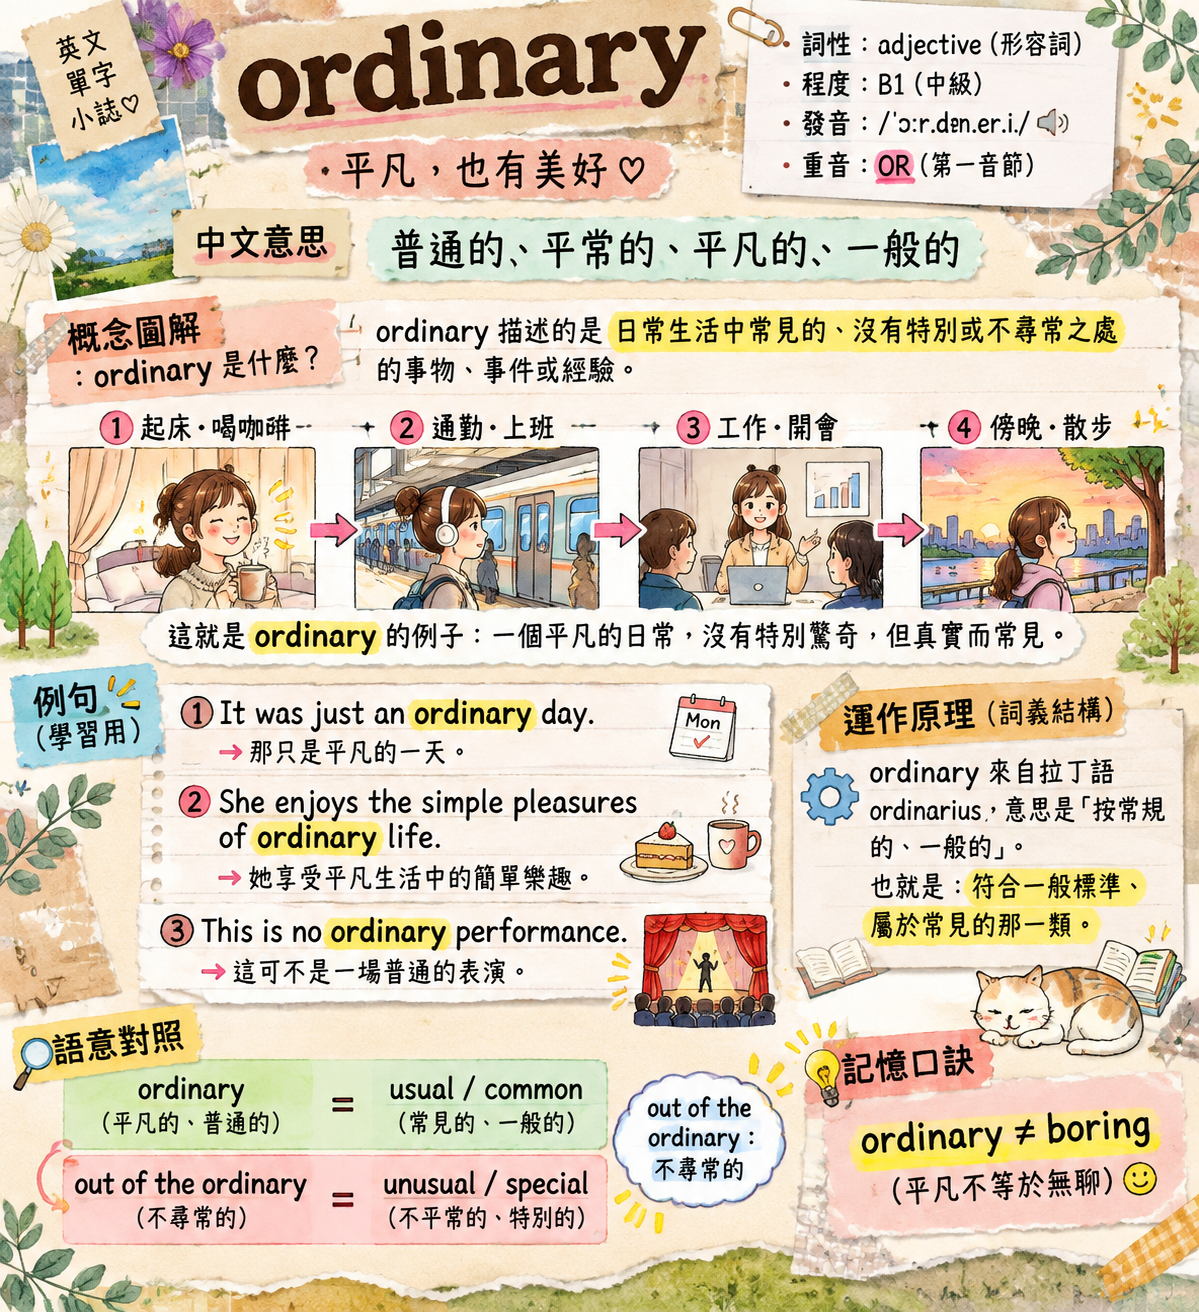 英文
單字
小誌♡
ordinary
・平凡，也有美好♡
・詞性：adjective (形容詞)
・程度：B1 (中級)
・發音：/ˈɔːr.dən.er.i./
・重音：OR (第一音節)
中文意思
普通的、平常的、平凡的、一般的
概念圖解
：ordinary 是什麼？
ordinary 描述的是 日常生活中常見的、沒有特別或不尋常之處
的事物、事件或經驗。
1 起床・喝咖啡
2 通勤・上班
3 工作・開會
4 傍晚・散步
這就是 ordinary 的例子：一個平凡的日常，沒有特別驚奇，但真實而常見。
例句
(學習用)
1 It was just an ordinary day.
→ 那只是平凡的一天。
Mon
2 She enjoys the simple pleasures
of ordinary life.
→ 她享受平凡生活中的簡單樂趣。
3 This is no ordinary performance.
→ 這可不是一場普通的表演。
運作原理 (詞義結構)
ordinary 來自拉丁語
ordinarius，意思是「按常規
的、一般的」。
也就是：符合一般標準、
屬於常見的那一類。
語意對照
ordinary = usual / common
(平凡的、普通的) (常見的、一般的)
out of the ordinary = unusual / special
(不尋常的) (不平常的、特別的)
out of the
ordinary：
不尋常的
記憶口訣
ordinary ≠ boring
(平凡不等於無聊)